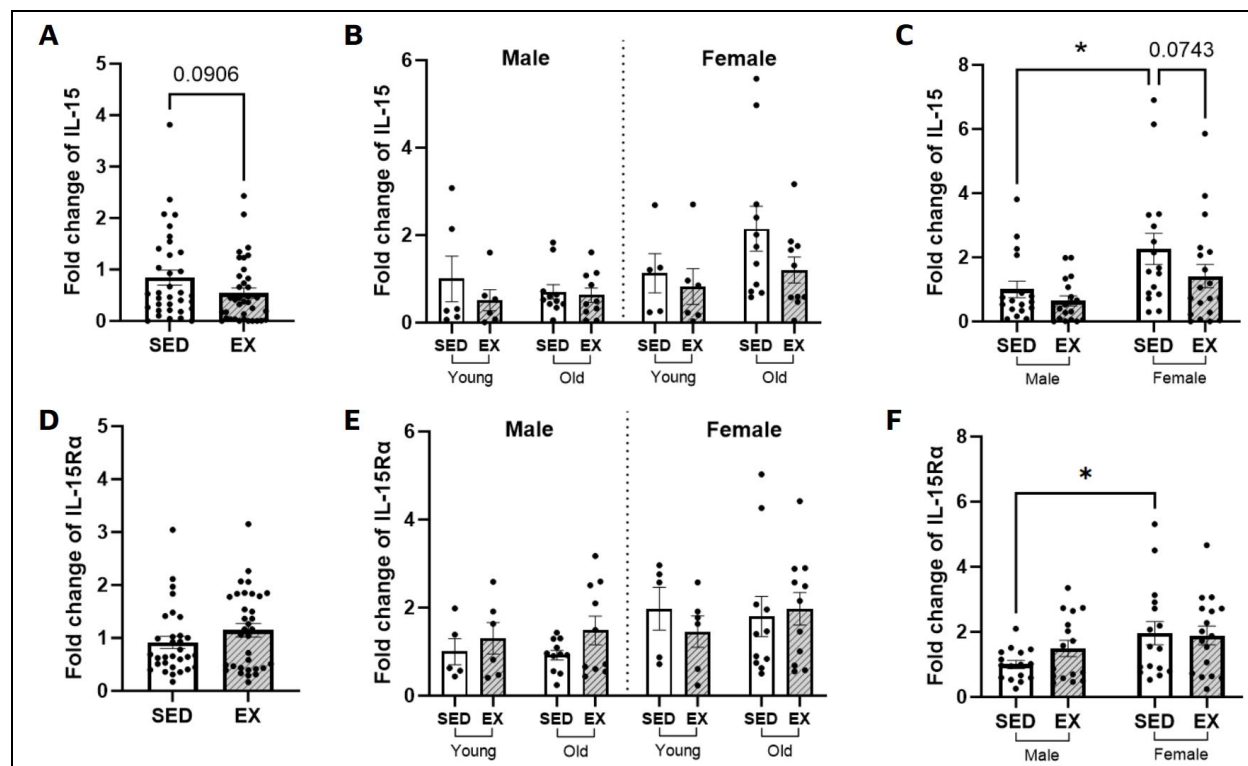 A
Fold change of IL-15
5
4
3
2
1
0
0.0906
SED EX
B
Fold change of IL-15
6
4
2
0
Male Female
SED EX SED EX SED EX SED EX
Young Old Young Old
C
Fold change of IL-15
8
6
4
2
0
* 0.0743
SED EX SED EX
Male Female
D
Fold change of IL-15Rα
5
4
3
2
1
0
SED EX
E
Fold change of IL-15Rα
6
4
2
0
Male Female
SED EX SED EX SED EX SED EX
Young Old Young Old
F
Fold change of IL-15Rα
8
6
4
2
0
*
SED EX SED EX
Male Female